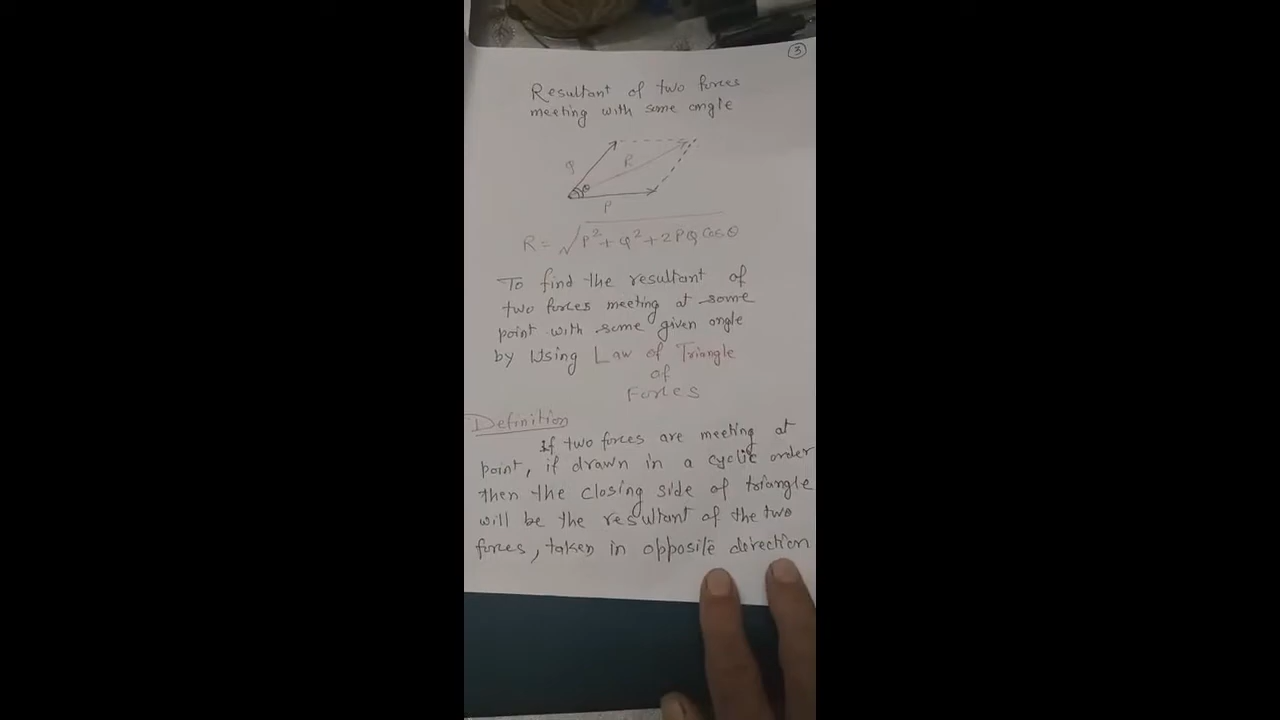 3
Resultant of two forces
meeting with some angle
Q
R
θ
P
R = √P²+Q²+2PQ Cosθ
To find the resultant of
two forces meeting at some
point with some given angle
by Using Law of Triangle
of
Forces
Definition
If two forces are meeting at
point, if drawn in a cyclic order
then the closing side of triangle
will be the resultant of the two
forces, taken in opposite direction